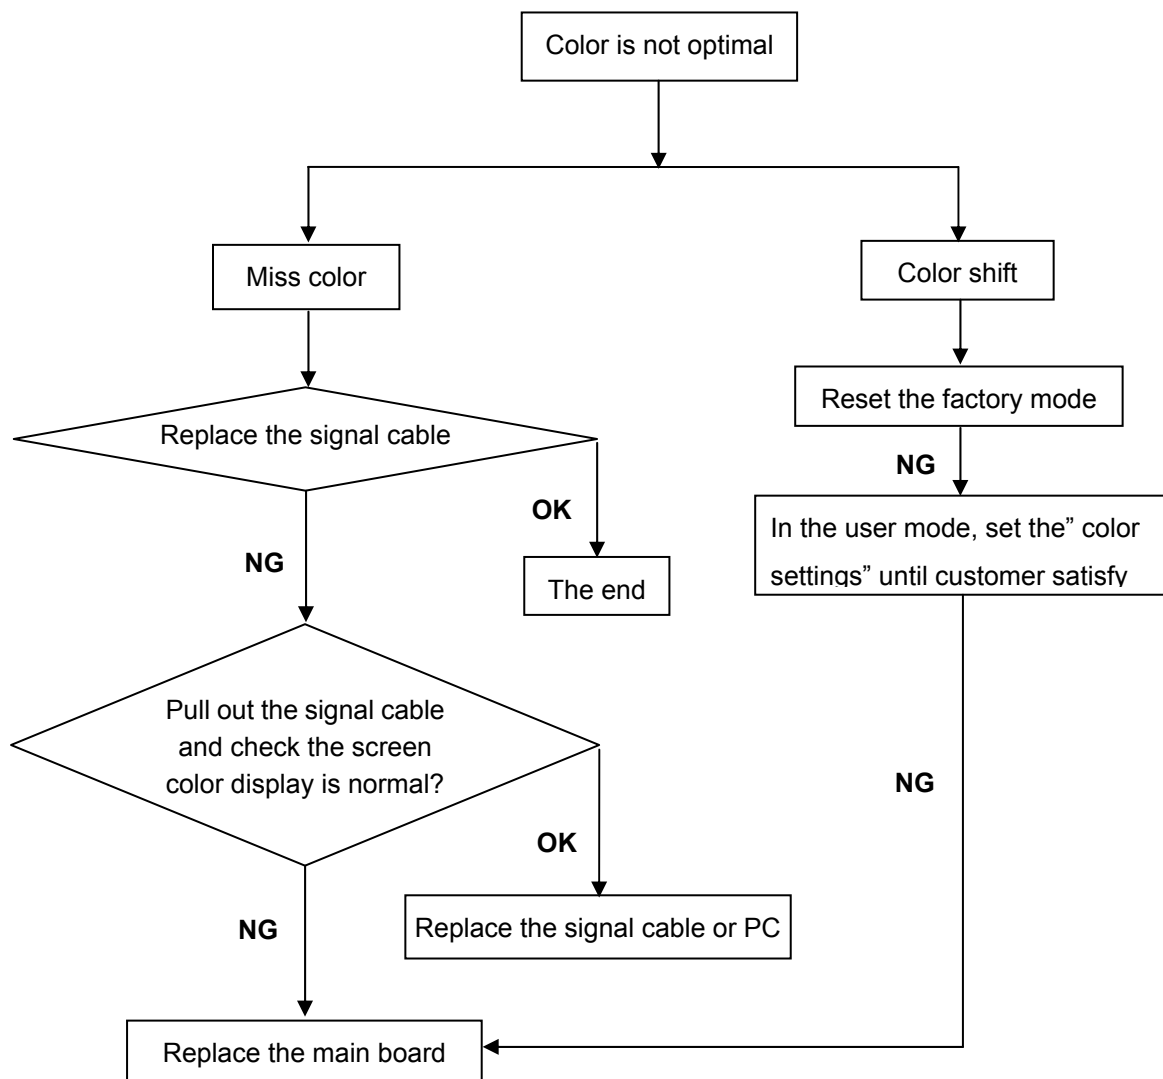 Color is not optimal
Miss color
Color shift
Replace the signal cable
Reset the factory mode
NG
OK
NG
In the user mode, set the” color
settings” until customer satisfy
The end
Pull out the signal cable
and check the screen
color display is normal?
NG
OK
NG
Replace the signal cable or PC
Replace the main board